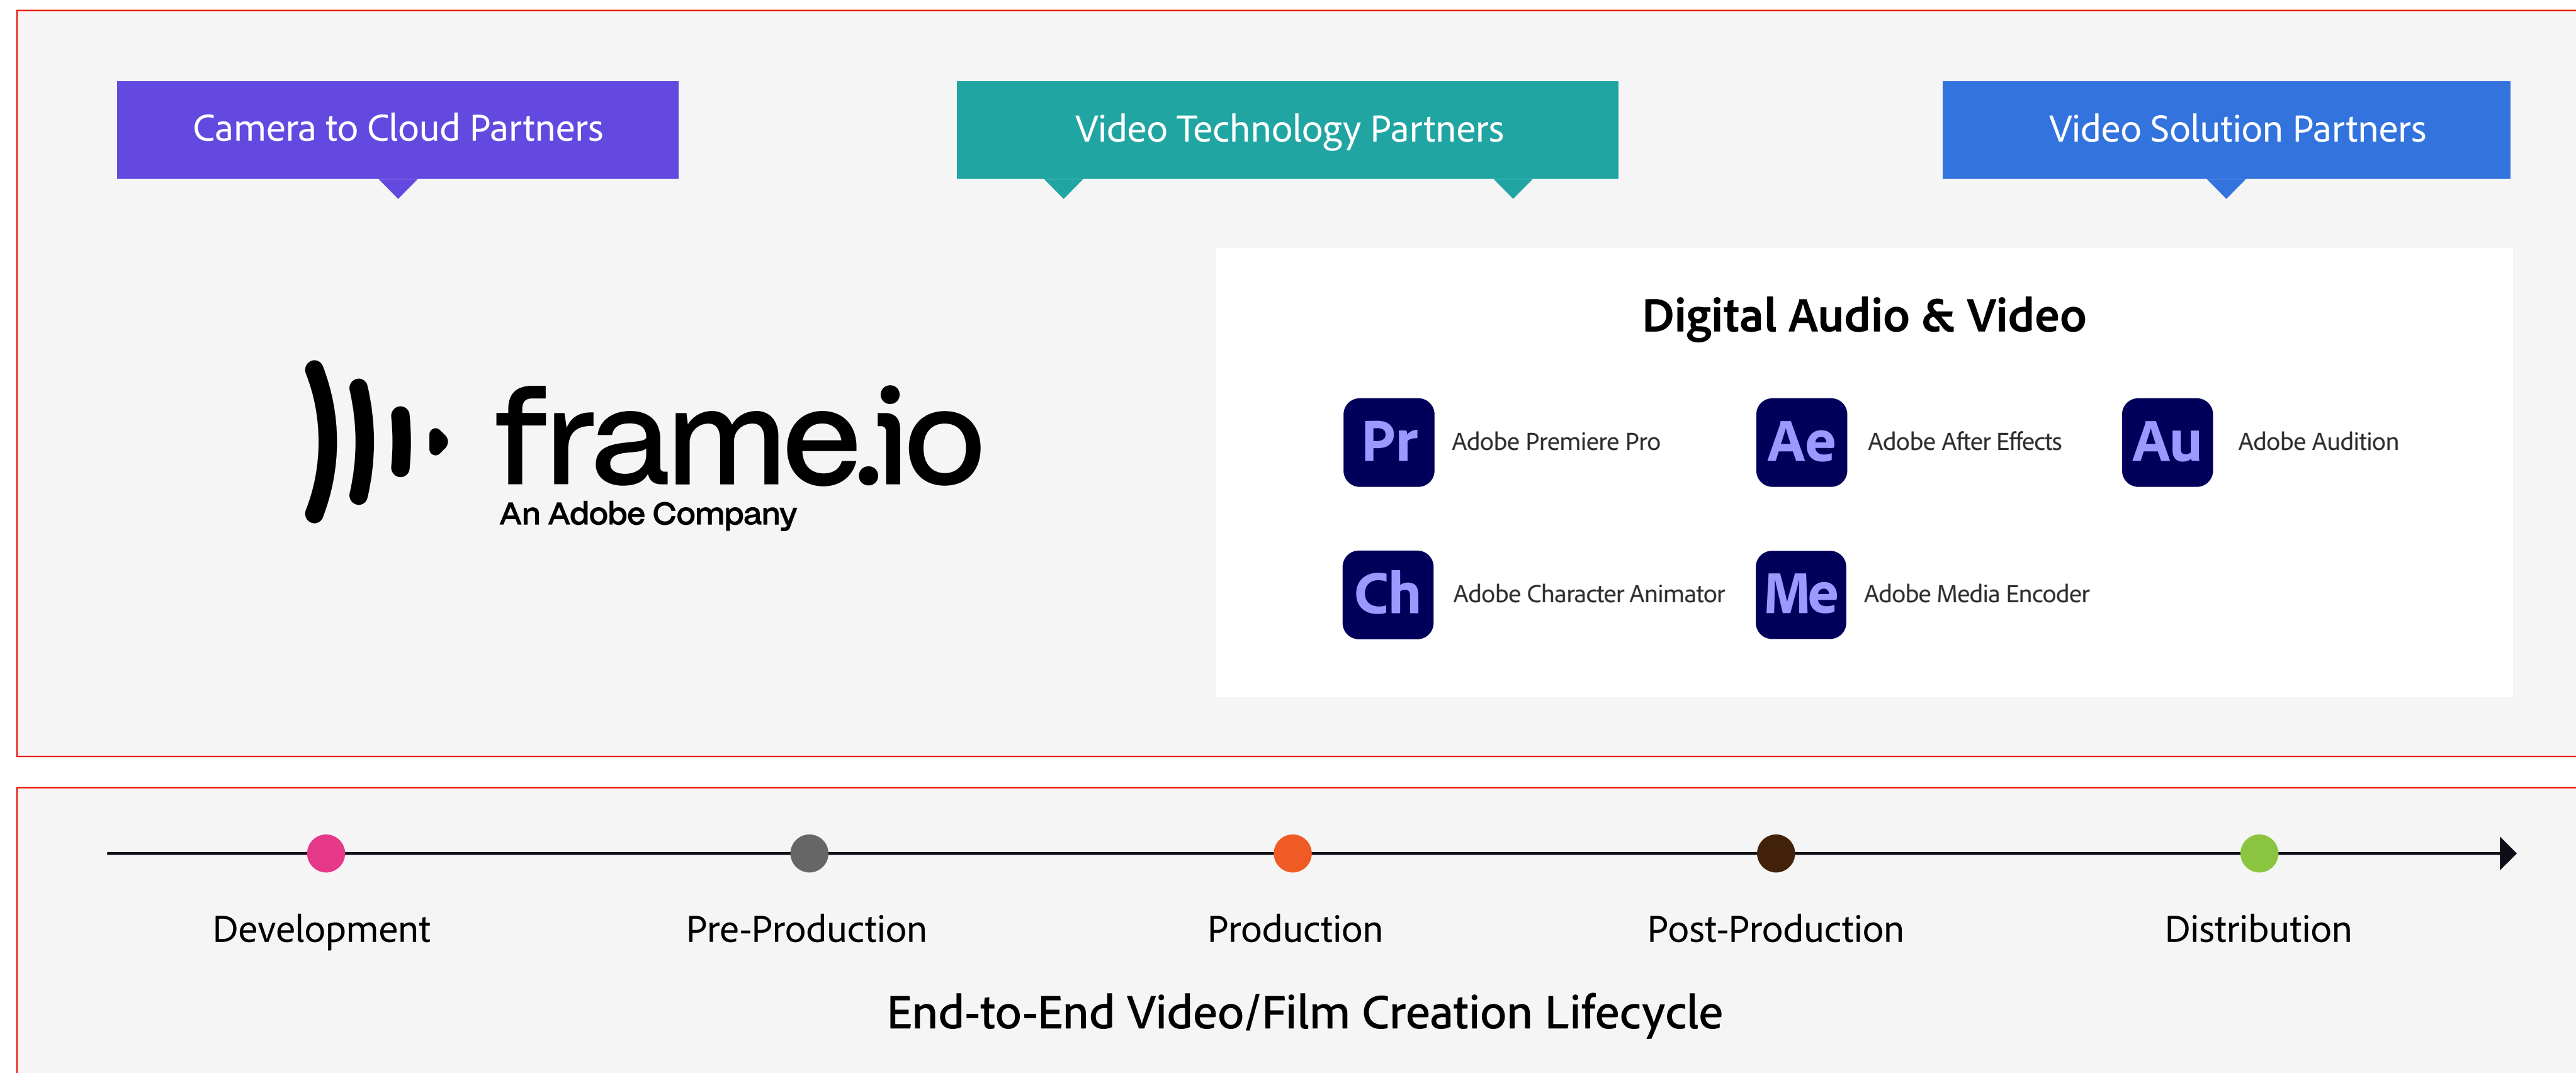 Camera to Cloud Partners
Video Technology Partners
Video Solution Partners
frame.io
An Adobe Company
Digital Audio & Video
Pr Adobe Premiere Pro
Ae Adobe After Effects
Au Adobe Audition
Ch Adobe Character Animator
Me Adobe Media Encoder
Development
Pre-Production
Production
Post-Production
Distribution
End-to-End Video/Film Creation Lifecycle